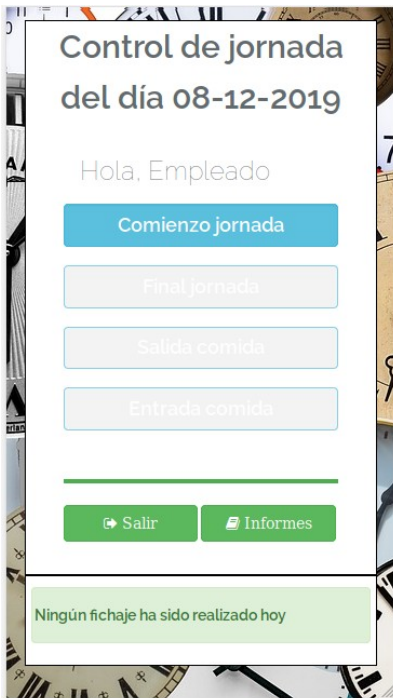 Control de jornada
del día 08-12-2019
Hola, Empleado
Comienzo jornada
Final jornada
Salida comida
Entrada comida
Salir
Informes
Ningún fichaje ha sido realizado hoy